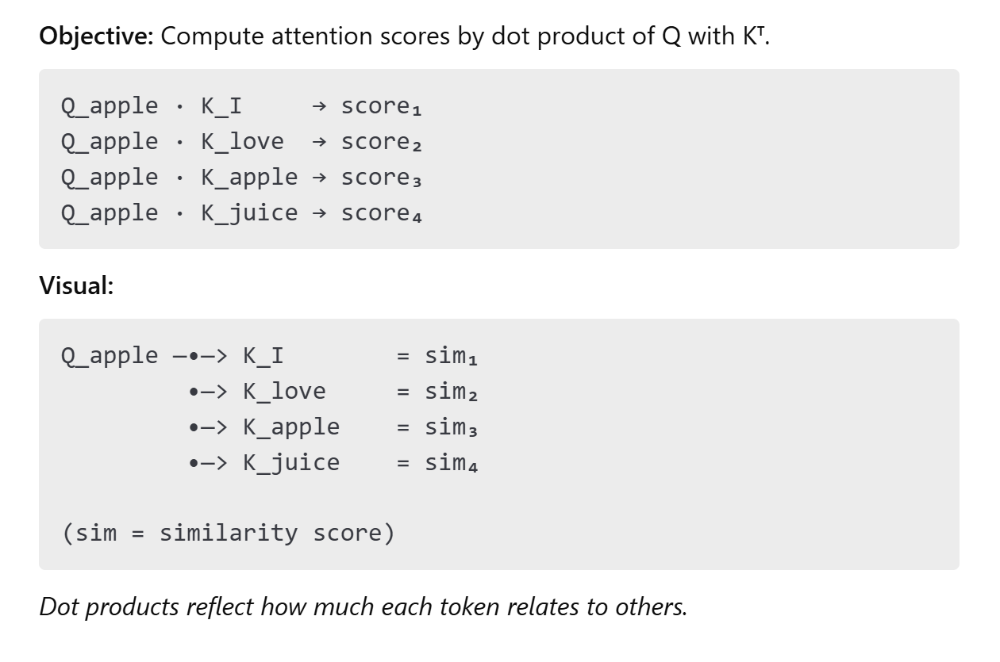 Objective: Compute attention scores by dot product of Q with Kᵀ.
Q_apple · K_I     → score₁
Q_apple · K_love  → score₂
Q_apple · K_apple → score₃
Q_apple · K_juice → score₄
Visual:
Q_apple —•—> K_I        = sim₁
•—> K_love     = sim₂
•—> K_apple    = sim₃
•—> K_juice    = sim₄
(sim = similarity score)
Dot products reflect how much each token relates to others.